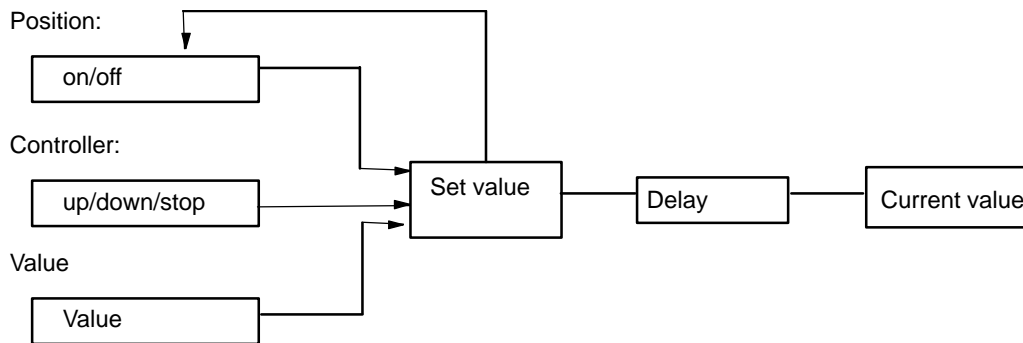 Position:
on/off
Controller:
up/down/stop
Set value
Delay
Current value
Value
Value